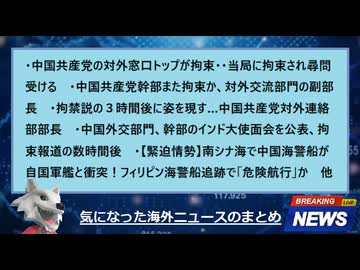 ・中国共産党の対外窓口トップが拘束・・当局に拘束され尋問
受ける　・中国共産党幹部また拘束か、対外交流部門の副部
長　・拘禁説の３時間後に姿を現す…中国共産党対外連絡
部部長　・中国外交部門、幹部のインド大使面会を公表、拘
束報道の数時間後　・【緊迫情勢】南シナ海で中国海警船が
自国軍艦と衝突！フィリピン海警船追跡で「危険航行」か　他
117,925
気になった海外ニュースのまとめ
BREAKING LIVE
NEWS